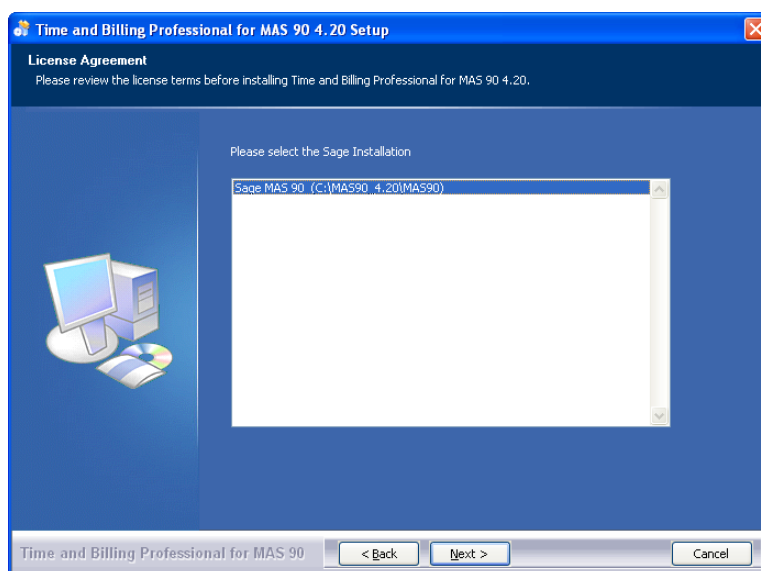 Time and Billing Professional for MAS 90 4.20 Setup
License Agreement
Please review the license terms before installing Time and Billing Professional for MAS 90 4.20.
Please select the Sage Installation
Sage MAS 90 (C:\MAS90_4.20\MAS90)
Time and Billing Professional for MAS 90
< Back
Next >
Cancel